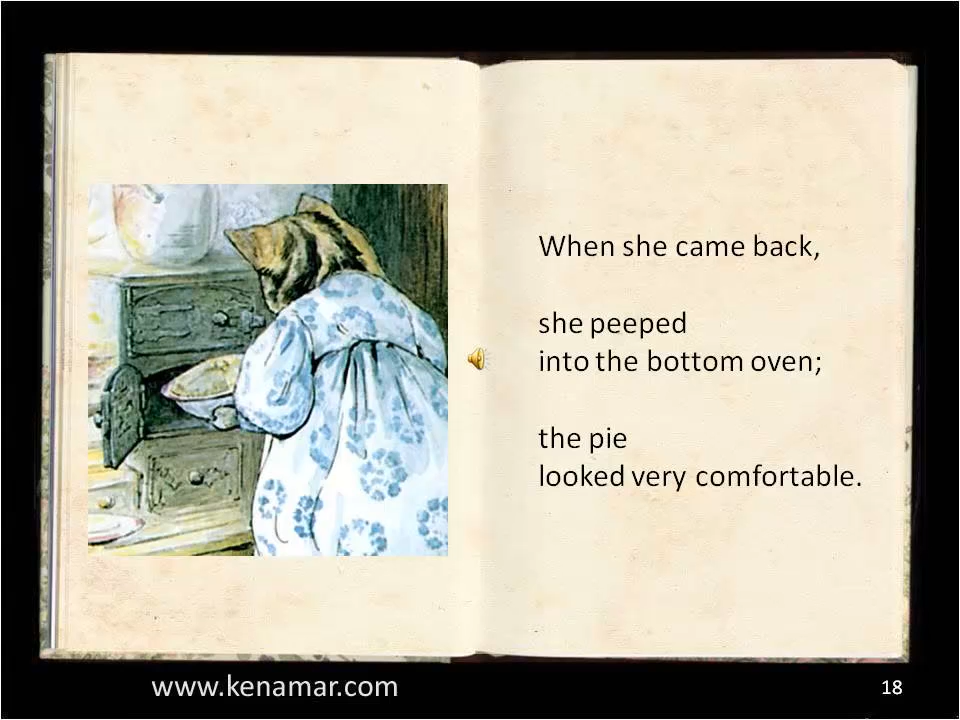 When she came back,
she peeped
into the bottom oven;
the pie
looked very comfortable.
www.kenamar.com
18